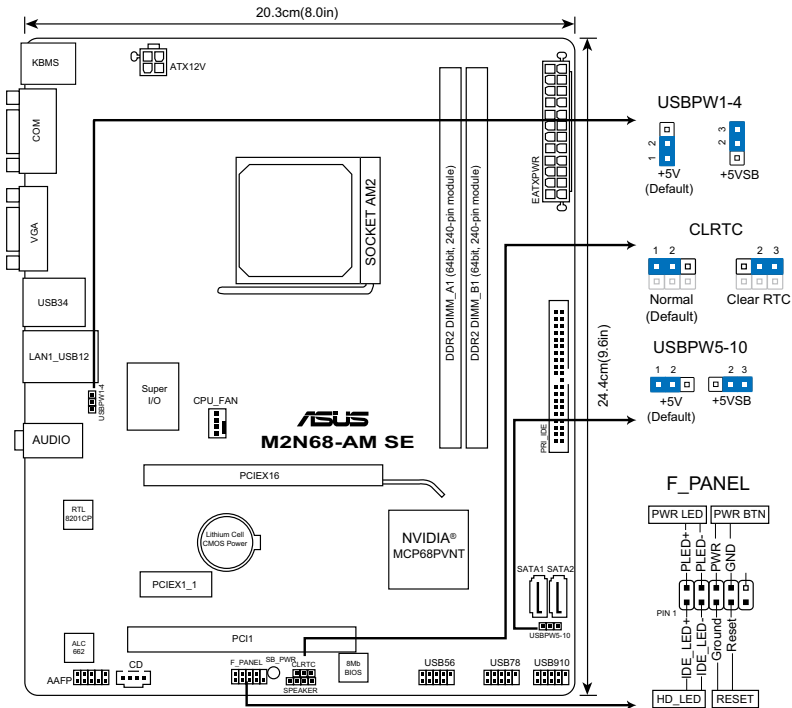 20.3cm(8.0in)
KBMS
ATX12V
COM
VGA
USB34
LAN1_USB12
USBPW1-4
AUDIO
SOCKET AM2
DDR2 DIMM_A1 (64bit, 240-pin module)
DDR2 DIMM_B1 (64bit, 240-pin module)
EATXPWR
24.4cm(9.6in)
PRI_IDE
Super
I/O
CPU_FAN
ASUS
M2N68-AM SE
PCIEX16
RTL
8201CP
Lithium Cell
CMOS Power
NVIDIA®
MCP68PVNT
PCIEX1_1
SATA1 SATA2
USBPW5-10
PCI1
ALC
662
AAFP
CD
F_PANEL
SB_PWR
CLRTC
SPEAKER
8Mb
BIOS
USB56
USB78
USB910
USBPW1-4
1 2
2 3
+5V
(Default)
+5VSB
CLRTC
1 2
2 3
Normal
(Default)
Clear RTC
USBPW5-10
1 2
2 3
+5V
(Default)
+5VSB
F_PANEL
PWR LED
PWR BTN
PLED+
PLED-
PWR
GND
PIN 1
IDE_LED+
IDE_LED-
Ground
Reset
HD_LED
RESET